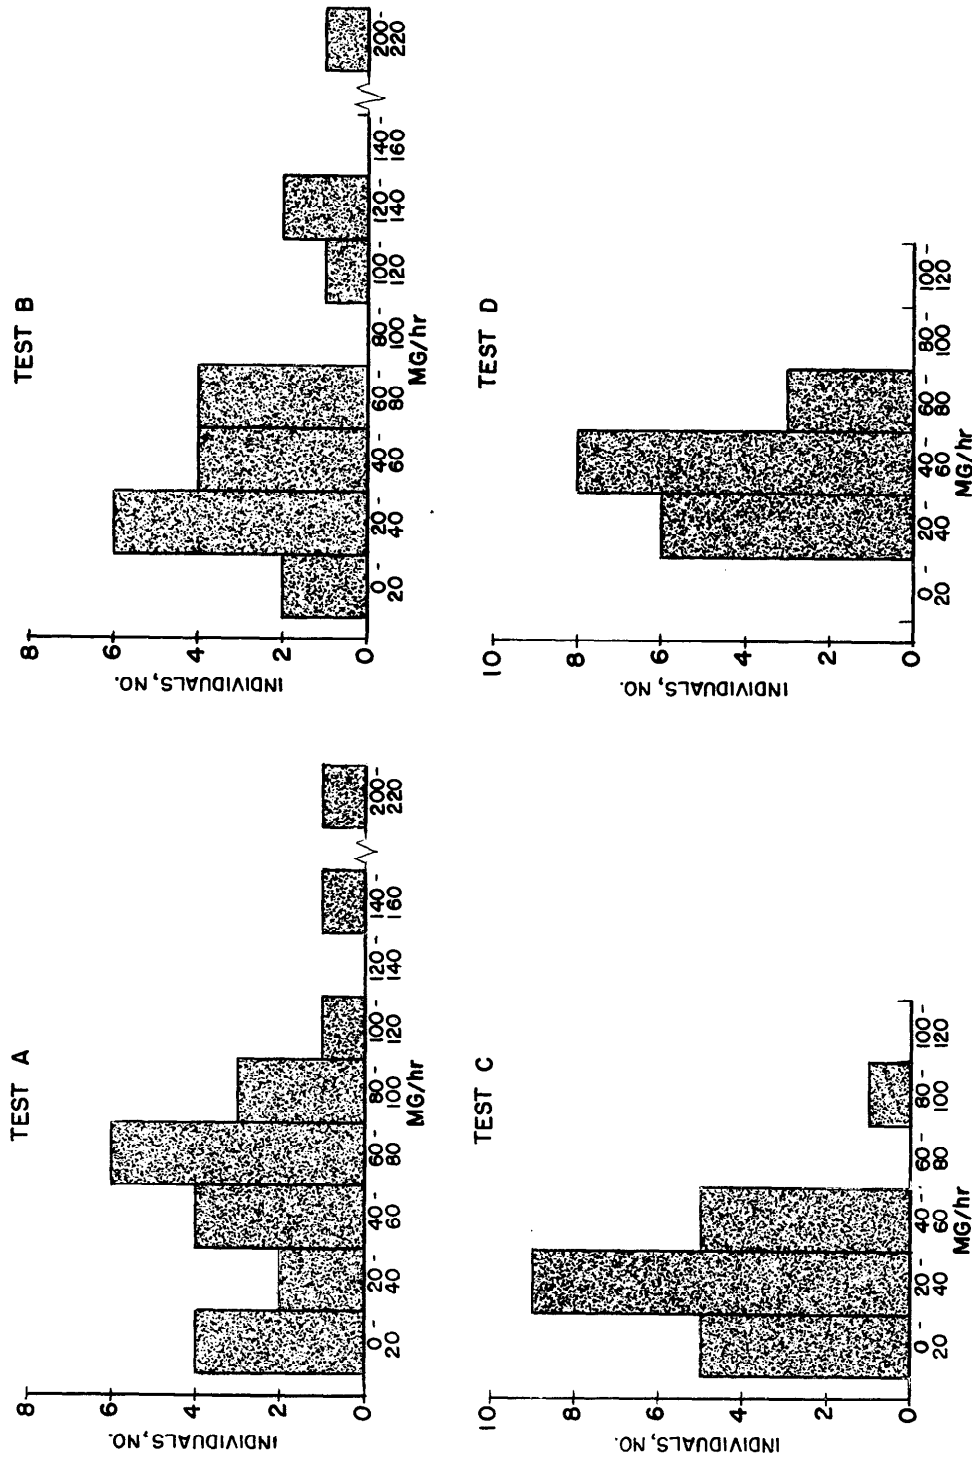 TEST A
INDIVIDUALS, NO.
8
6
4
2
0
0- 20- 40- 60- 80- 100- 120- 140- 200-
20 40 60 80 100 120 140 160 220
MG/hr
TEST B
INDIVIDUALS, NO.
8
6
4
2
0
0- 20- 40- 60- 80- 100- 120- 140- 200-
20 40 60 80 100 120 140 160 220
MG/hr
TEST C
INDIVIDUALS, NO.
10
8
6
4
2
0
0- 20- 40- 60- 80- 100-
20 40 60 80 100 120
MG/hr
TEST D
INDIVIDUALS, NO.
10
8
6
4
2
0
0- 20- 40- 60- 80- 100-
20 40 60 80 100 120
MG/hr